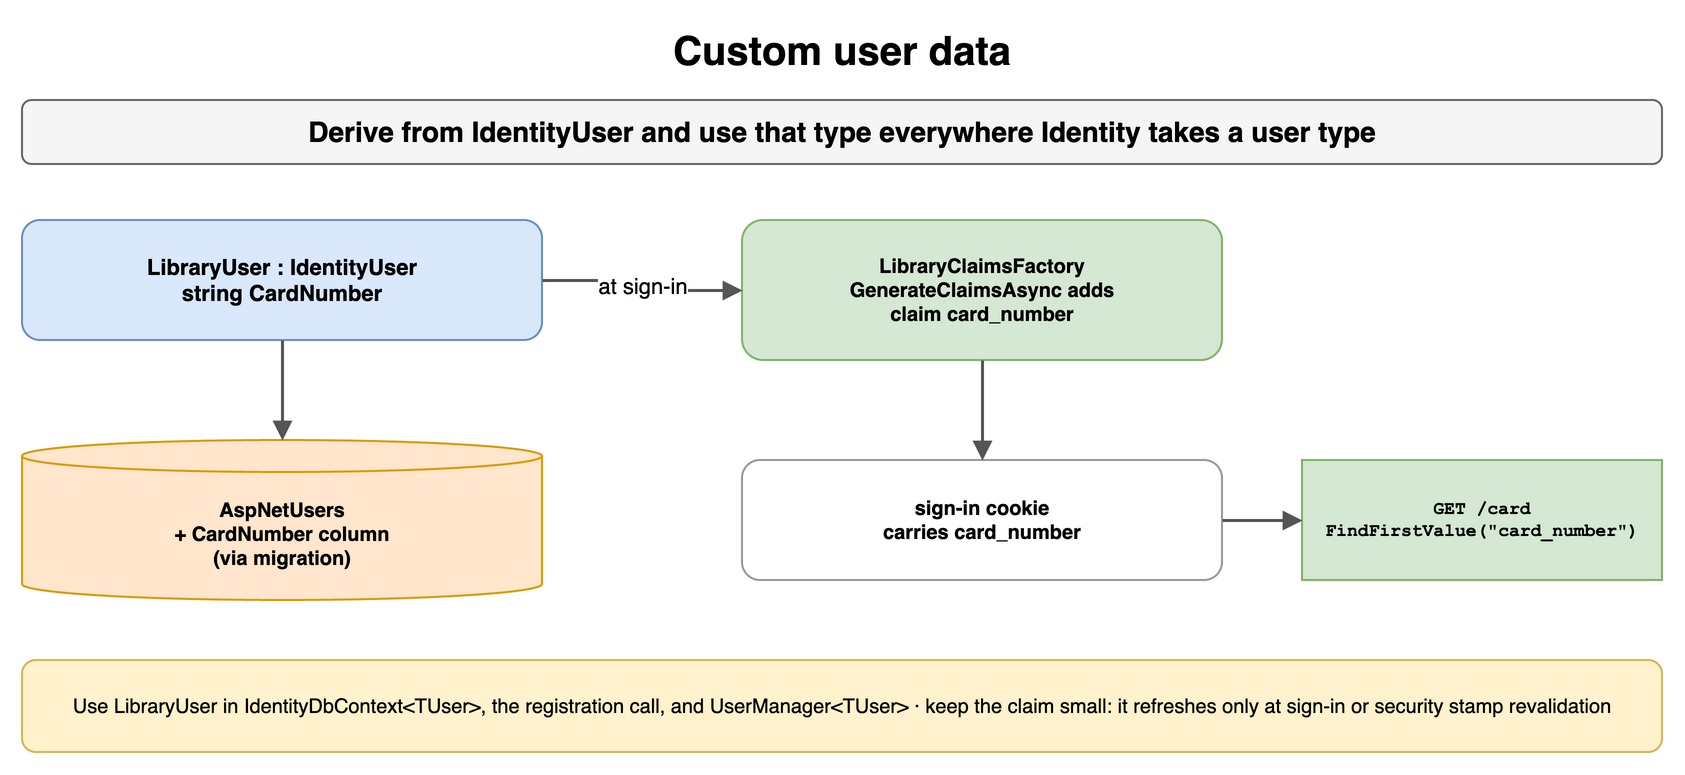 Custom user data
Derive from IdentityUser and use that type everywhere Identity takes a user type
LibraryUser : IdentityUser
string CardNumber
at sign-in
LibraryClaimsFactory
GenerateClaimsAsync adds
claim card_number
AspNetUsers
+ CardNumber column
(via migration)
sign-in cookie
carries card_number
GET /card
FindFirstValue("card_number")
Use LibraryUser in IdentityDbContext<TUser>, the registration call, and UserManager<TUser> · keep the claim small: it refreshes only at sign-in or security stamp revalidation